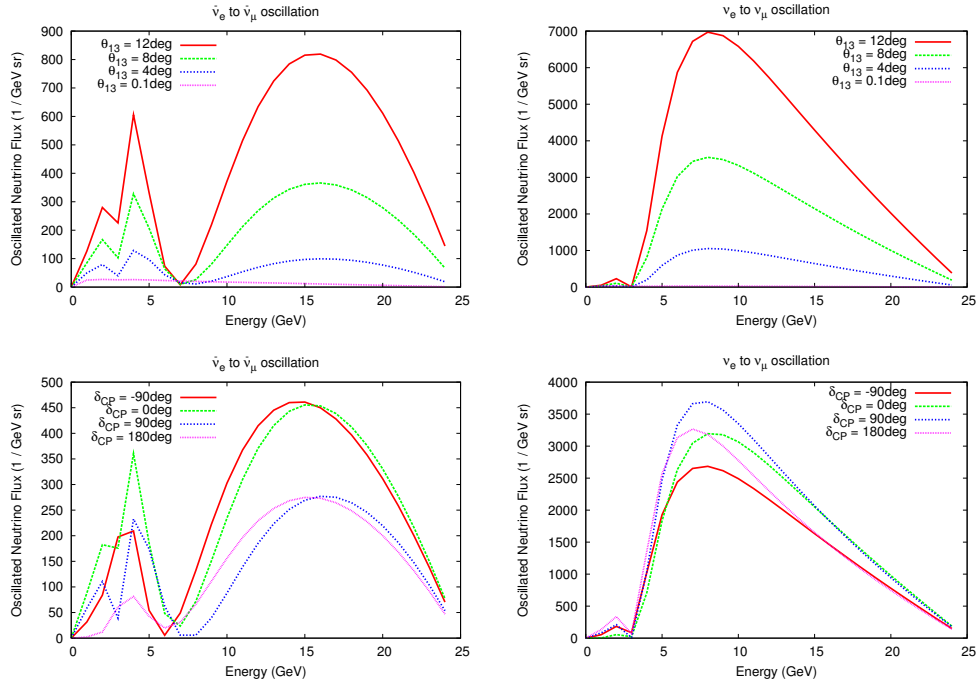 ν̄e to ν̄μ oscillation
Oscillated Neutrino Flux (1 / GeV sr)
900
800
700
600
500
400
300
200
100
0
θ13 = 12deg
θ13 = 8deg
θ13 = 4deg
θ13 = 0.1deg
0 5 10 15 20 25
Energy (GeV)
νe to νμ oscillation
Oscillated Neutrino Flux (1 / GeV sr)
7000
6000
5000
4000
3000
2000
1000
0
θ13 = 12deg
θ13 = 8deg
θ13 = 4deg
θ13 = 0.1deg
0 5 10 15 20 25
Energy (GeV)
ν̄e to ν̄μ oscillation
Oscillated Neutrino Flux (1 / GeV sr)
500
450
400
350
300
250
200
150
100
50
0
δCP = -90deg
δCP = 0deg
δCP = 90deg
δCP = 180deg
0 5 10 15 20 25
Energy (GeV)
νe to νμ oscillation
Oscillated Neutrino Flux (1 / GeV sr)
4000
3500
3000
2500
2000
1500
1000
500
0
δCP = -90deg
δCP = 0deg
δCP = 90deg
δCP = 180deg
0 5 10 15 20 25
Energy (GeV)